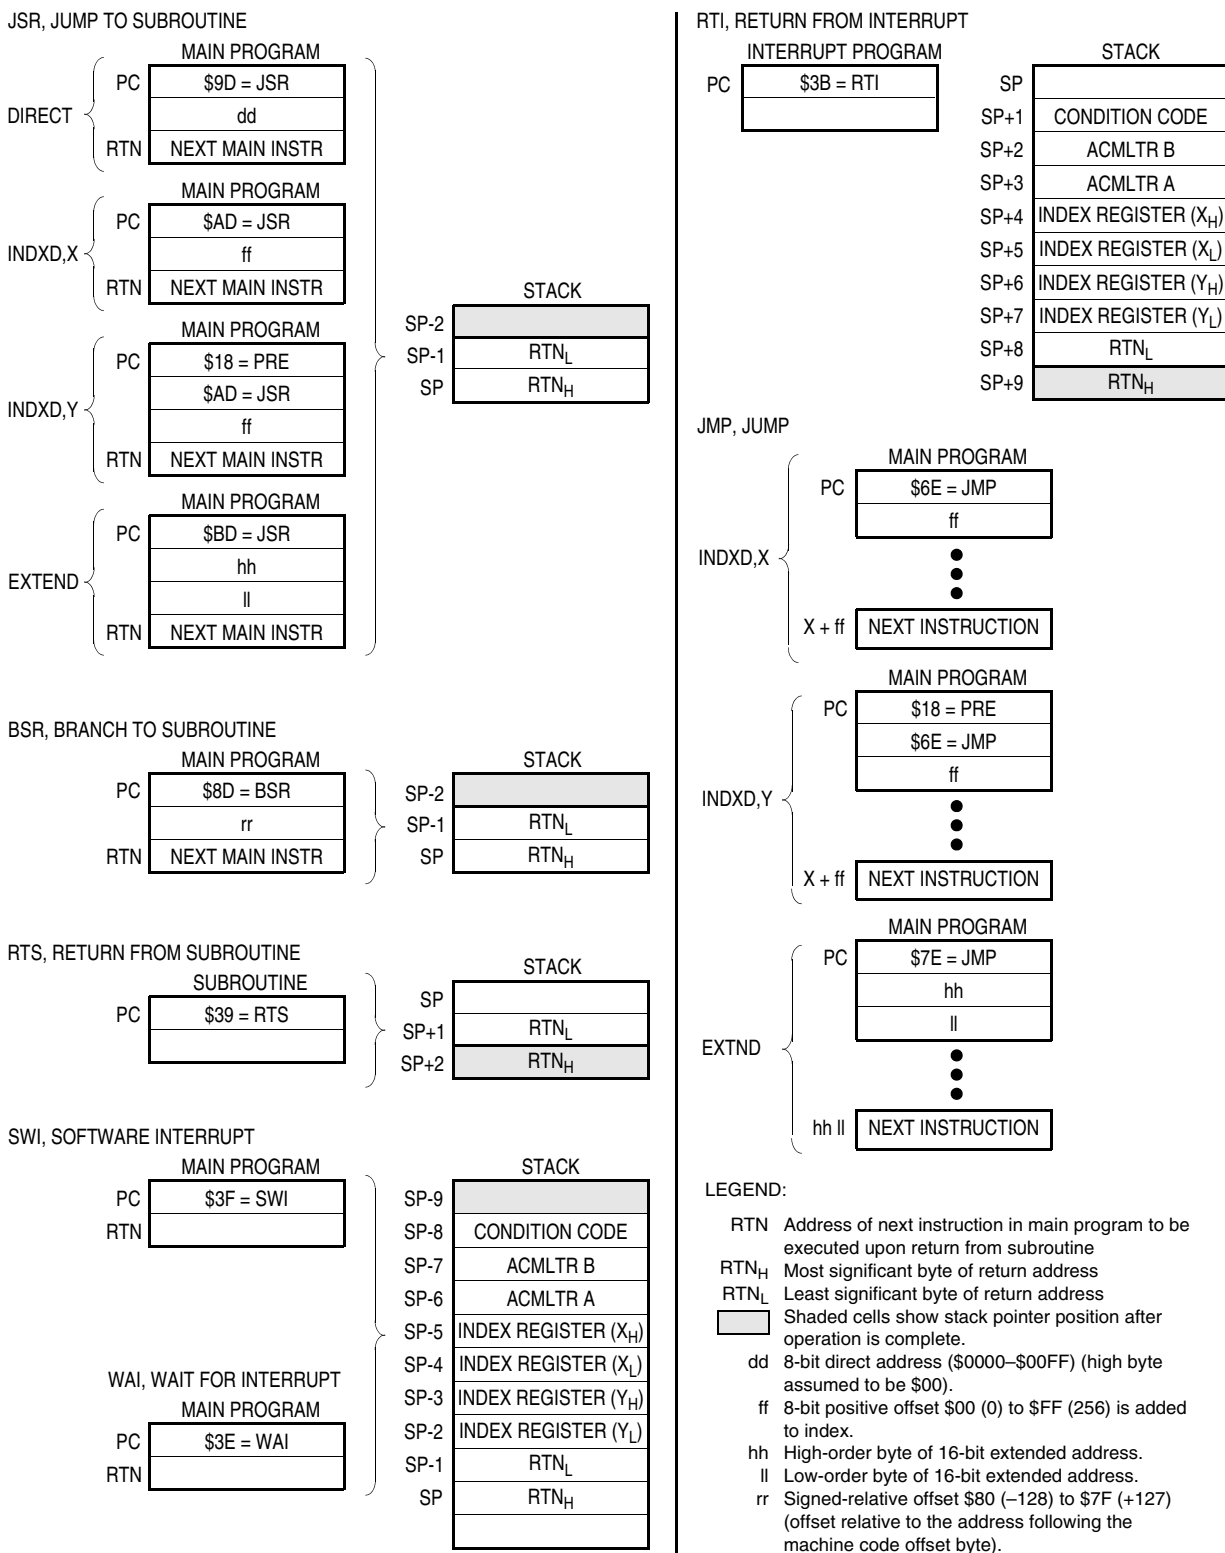 JSR, JUMP TO SUBROUTINE
MAIN PROGRAM
DIRECT
PC $9D = JSR
dd
RTN NEXT MAIN INSTR
MAIN PROGRAM
INDXD,X
PC $AD = JSR
ff
RTN NEXT MAIN INSTR
MAIN PROGRAM
INDXD,Y
PC $18 = PRE
$AD = JSR
ff
RTN NEXT MAIN INSTR
MAIN PROGRAM
EXTEND
PC $BD = JSR
hh
ll
RTN NEXT MAIN INSTR
STACK
SP-2
SP-1 RTNL
SP RTNH
BSR, BRANCH TO SUBROUTINE
MAIN PROGRAM
PC $8D = BSR
rr
RTN NEXT MAIN INSTR
STACK
SP-2
SP-1 RTNL
SP RTNH
RTS, RETURN FROM SUBROUTINE
SUBROUTINE
PC $39 = RTS
STACK
SP
SP+1 RTNL
SP+2 RTNH
SWI, SOFTWARE INTERRUPT
MAIN PROGRAM
PC $3F = SWI
RTN
WAI, WAIT FOR INTERRUPT
MAIN PROGRAM
PC $3E = WAI
RTN
STACK
SP-9
SP-8 CONDITION CODE
SP-7 ACMLTR B
SP-6 ACMLTR A
SP-5 INDEX REGISTER (XH)
SP-4 INDEX REGISTER (XL)
SP-3 INDEX REGISTER (YH)
SP-2 INDEX REGISTER (YL)
SP-1 RTNL
SP RTNH
RTI, RETURN FROM INTERRUPT
INTERRUPT PROGRAM
PC $3B = RTI
STACK
SP
SP+1 CONDITION CODE
SP+2 ACMLTR B
SP+3 ACMLTR A
SP+4 INDEX REGISTER (XH)
SP+5 INDEX REGISTER (XL)
SP+6 INDEX REGISTER (YH)
SP+7 INDEX REGISTER (YL)
SP+8 RTNL
SP+9 RTNH
JMP, JUMP
MAIN PROGRAM
INDXD,X
PC $6E = JMP
ff
X + ff NEXT INSTRUCTION
MAIN PROGRAM
INDXD,Y
PC $18 = PRE
$6E = JMP
ff
X + ff NEXT INSTRUCTION
MAIN PROGRAM
EXTND
PC $7E = JMP
hh
ll
hh ll NEXT INSTRUCTION
LEGEND:
RTN Address of next instruction in main program to be
executed upon return from subroutine
RTNH Most significant byte of return address
RTNL Least significant byte of return address
Shaded cells show stack pointer position after
operation is complete.
dd 8-bit direct address ($0000–$00FF) (high byte
assumed to be $00).
ff 8-bit positive offset $00 (0) to $FF (256) is added
to index.
hh High-order byte of 16-bit extended address.
ll Low-order byte of 16-bit extended address.
rr Signed-relative offset $80 (–128) to $7F (+127)
(offset relative to the address following the
machine code offset byte).